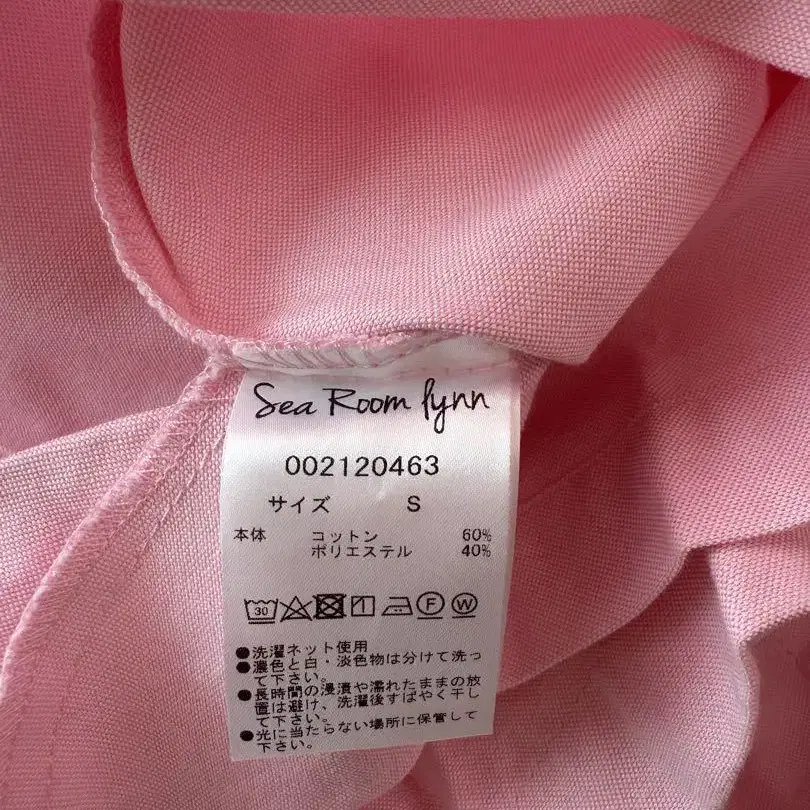 Sea Room lynn
002120463
サイズ S
本体 コットン 60%
ポリエステル 40%
30 F W
●洗濯ネット使用
●濃色と白・淡色物は分けて洗っ
て下さい。
●長時間の浸漬や濡れたままの放
置は避け、洗濯後すばやく干し
て下さい。
●光に当たらない場所に保管して
下さい。